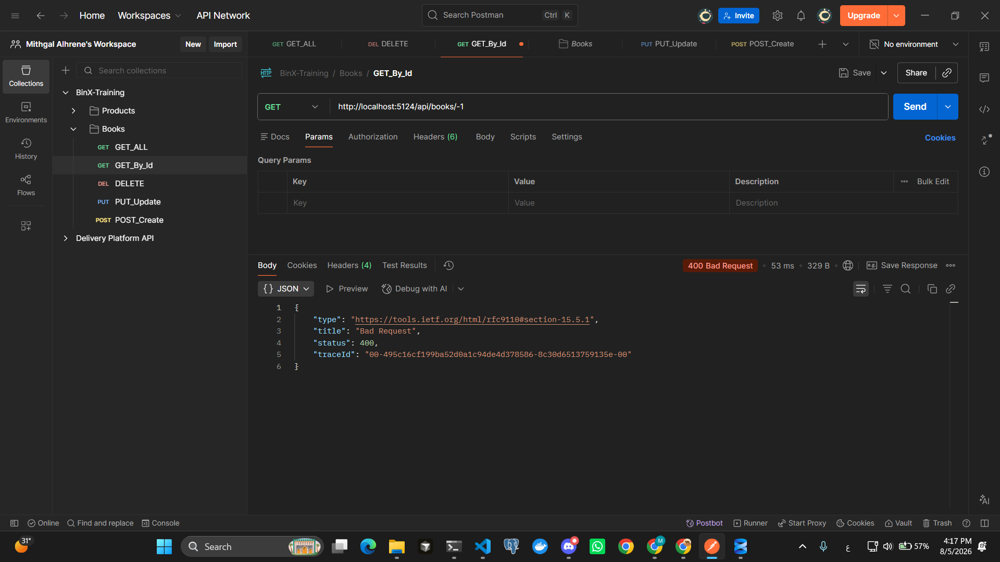 Home
Workspaces
API Network
Search Postman
Ctrl
K
Invite
Upgrade
Mithgal Alhrene's Workspace
New
Import
GET GET_ALL
DEL DELETE
GET GET_By_Id
Books
PUT PUT_Update
POST POST_Create
No environment
Collections
Environments
History
Flows
Search collections
BinX-Training
Products
Books
GET GET_ALL
GET GET_By_Id
DEL DELETE
PUT PUT_Update
POST POST_Create
Delivery Platform API
HTTP BinX-Training / Books / GET_By_Id
Save
Share
GET http://localhost:5124/api/books/-1
Send
Docs Params Authorization Headers (6) Body Scripts Settings
Cookies
Query Params
Key Value Description Bulk Edit
Key Value Description
Body Cookies Headers (4) Test Results
400 Bad Request • 53 ms • 329 B
e.g. Save Response
{} JSON Preview Debug with AI
1 {
2 "type": "https://tools.ietf.org/html/rfc9110#section-15.5.1",
3 "title": "Bad Request",
4 "status": 400,
5 "traceId": "00-495c16cf199ba52d0a1c94de4d378586-8c30d6513759135e-00"
6 }
AI
Online Find and replace Console
Postbot Runner Start Proxy Cookies Vault Trash
31°
Search
M
ع
57%
4:17 PM
8/5/2026